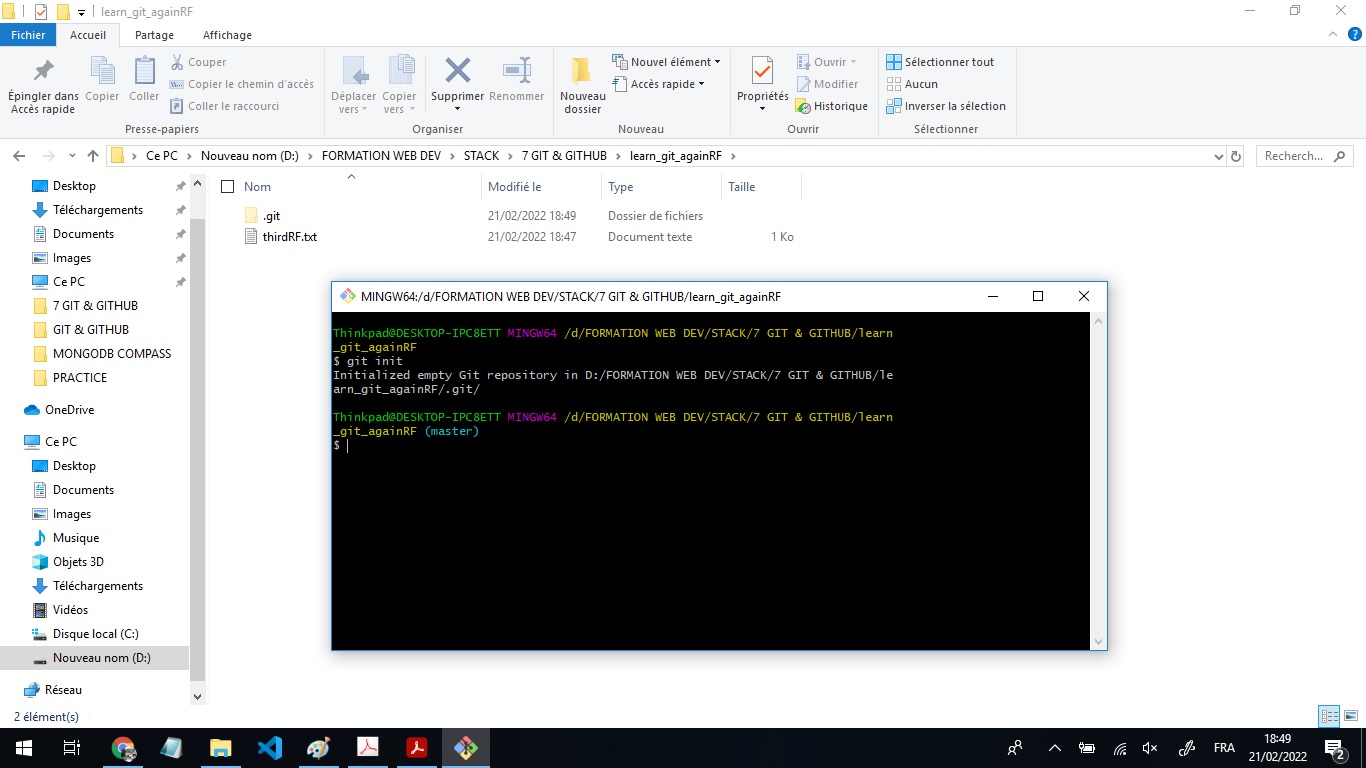 learn_git_againRF
Fichier Accueil Partage Affichage
Épingler dans Accès rapide
Copier
Coller
Couper
Copier le chemin d'accès
Coller le raccourci
Presse-papiers
Déplacer vers
Copier vers
Supprimer
Renommer
Organiser
Nouveau dossier
Nouvel élément
Accès rapide
Nouveau
Propriétés
Ouvrir
Modifier
Historique
Ouvrir
Sélectionner tout
Aucun
Inverser la sélection
Sélectionner
Ce PC > Nouveau nom (D:) > FORMATION WEB DEV > STACK > 7 GIT & GITHUB > learn_git_againRF >
Recherch...
Desktop
Téléchargements
Documents
Images
Ce PC
7 GIT & GITHUB
GIT & GITHUB
MONGODB COMPASS
PRACTICE
OneDrive
Ce PC
Desktop
Documents
Images
Musique
Objets 3D
Téléchargements
Vidéos
Disque local (C:)
Nouveau nom (D:)
Réseau
Nom Modifié le Type Taille
.git 21/02/2022 18:49 Dossier de fichiers
thirdRF.txt 21/02/2022 18:47 Document texte 1 Ko
MINGW64:/d/FORMATION WEB DEV/STACK/7 GIT & GITHUB/learn_git_againRF
Thinkpad@DESKTOP-IPC8ETT MINGW64 /d/FORMATION WEB DEV/STACK/7 GIT & GITHUB/learn
_git_againRF
$ git init
Initialized empty Git repository in D:/FORMATION WEB DEV/STACK/7 GIT & GITHUB/le
arn_git_againRF/.git/
Thinkpad@DESKTOP-IPC8ETT MINGW64 /d/FORMATION WEB DEV/STACK/7 GIT & GITHUB/learn
_git_againRF (master)
$
2 élément(s)
FRA
18:49
21/02/2022
2